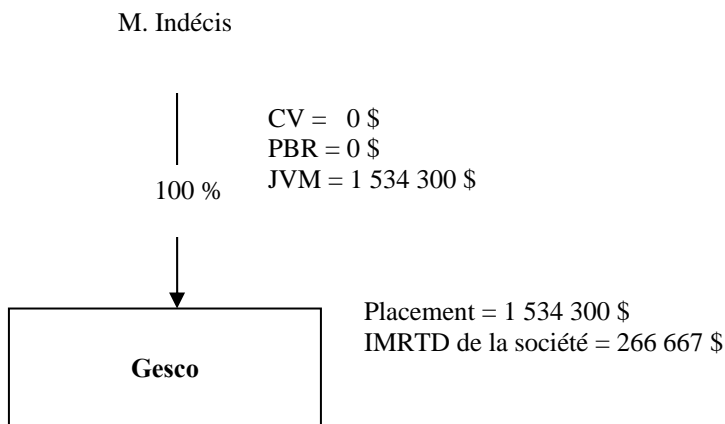 M. Indécis
CV = 0 $
PBR = 0 $
JVM = 1 534 300 $
100 %
Placement = 1 534 300 $
IMRTD de la société = 266 667 $
Gesco